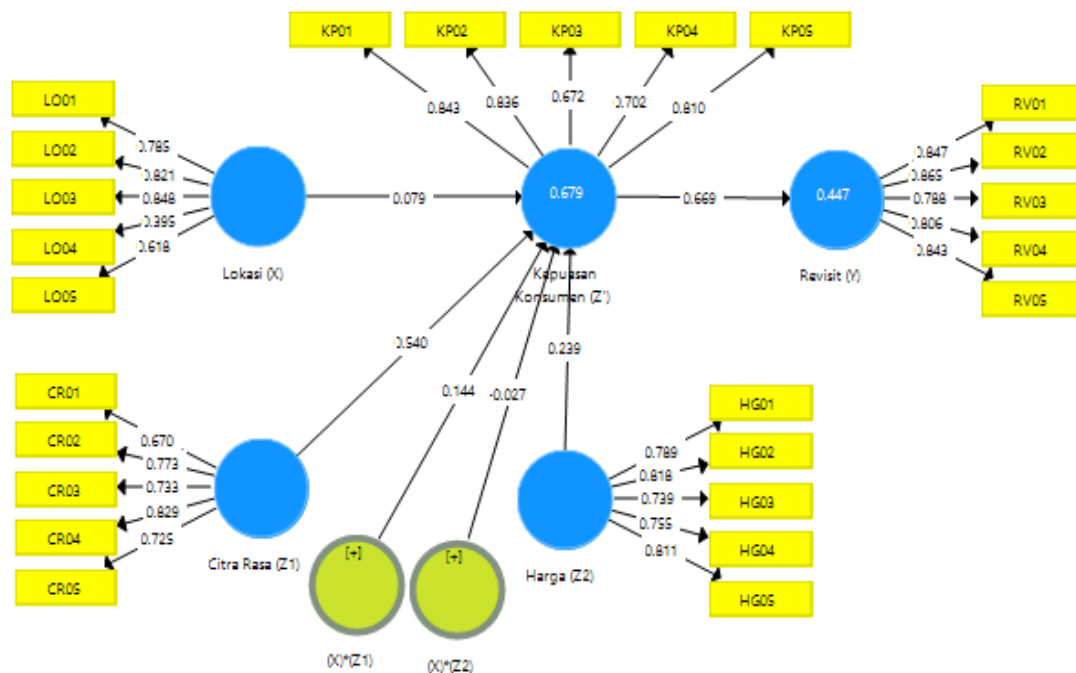 KP01
KP02
KP03
KP04
KP05
0.843
0.836
0.672
0.702
0.810
LO01
LO02
LO03
LO04
LO05
0.785
0.821
0.848
0.395
0.618
Lokasi (X)
0.079
0.679
Kepuasan
Konsumen (Z')
0.669
0.447
Revisit (Y)
RV01
RV02
RV03
RV04
RV05
0.847
0.865
0.788
0.806
0.843
0.540
0.144
-0.027
0.239
CR01
CR02
CR03
CR04
CR05
0.670
0.773
0.733
0.829
0.725
Citra Rasa (Z1)
[+]
(X)*(Z1)
[+]
(X)*(Z2)
Harga (Z2)
0.789
0.818
0.739
0.755
0.811
HG01
HG02
HG03
HG04
HG05